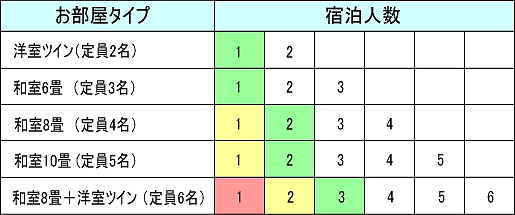 お部屋タイプ 宿泊人数
洋室ツイン(定員2名) 1 2
和室6畳 (定員3名) 1 2 3
和室8畳 (定員4名) 1 2 3 4
和室10畳(定員5名) 1 2 3 4 5
和室8畳+洋室ツイン(定員6名) 1 2 3 4 5 6